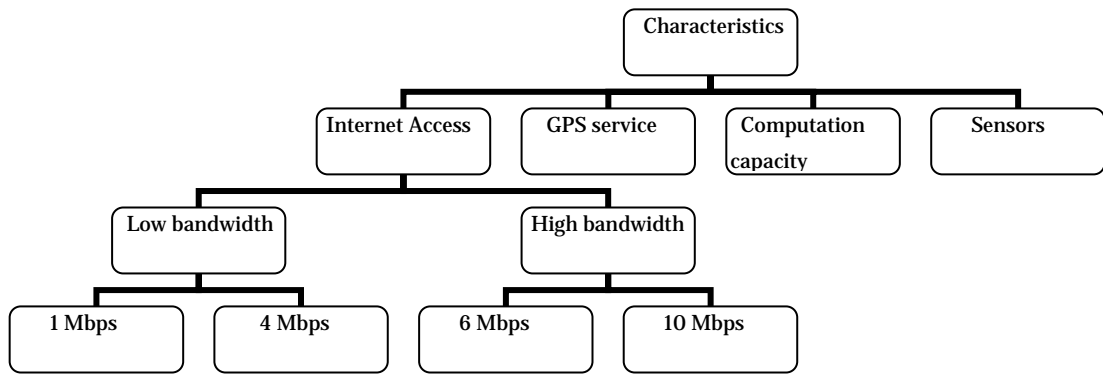 Characteristics
Internet Access
GPS service
Computation
capacity
Sensors
Low bandwidth
High bandwidth
1 Mbps
4 Mbps
6 Mbps
10 Mbps